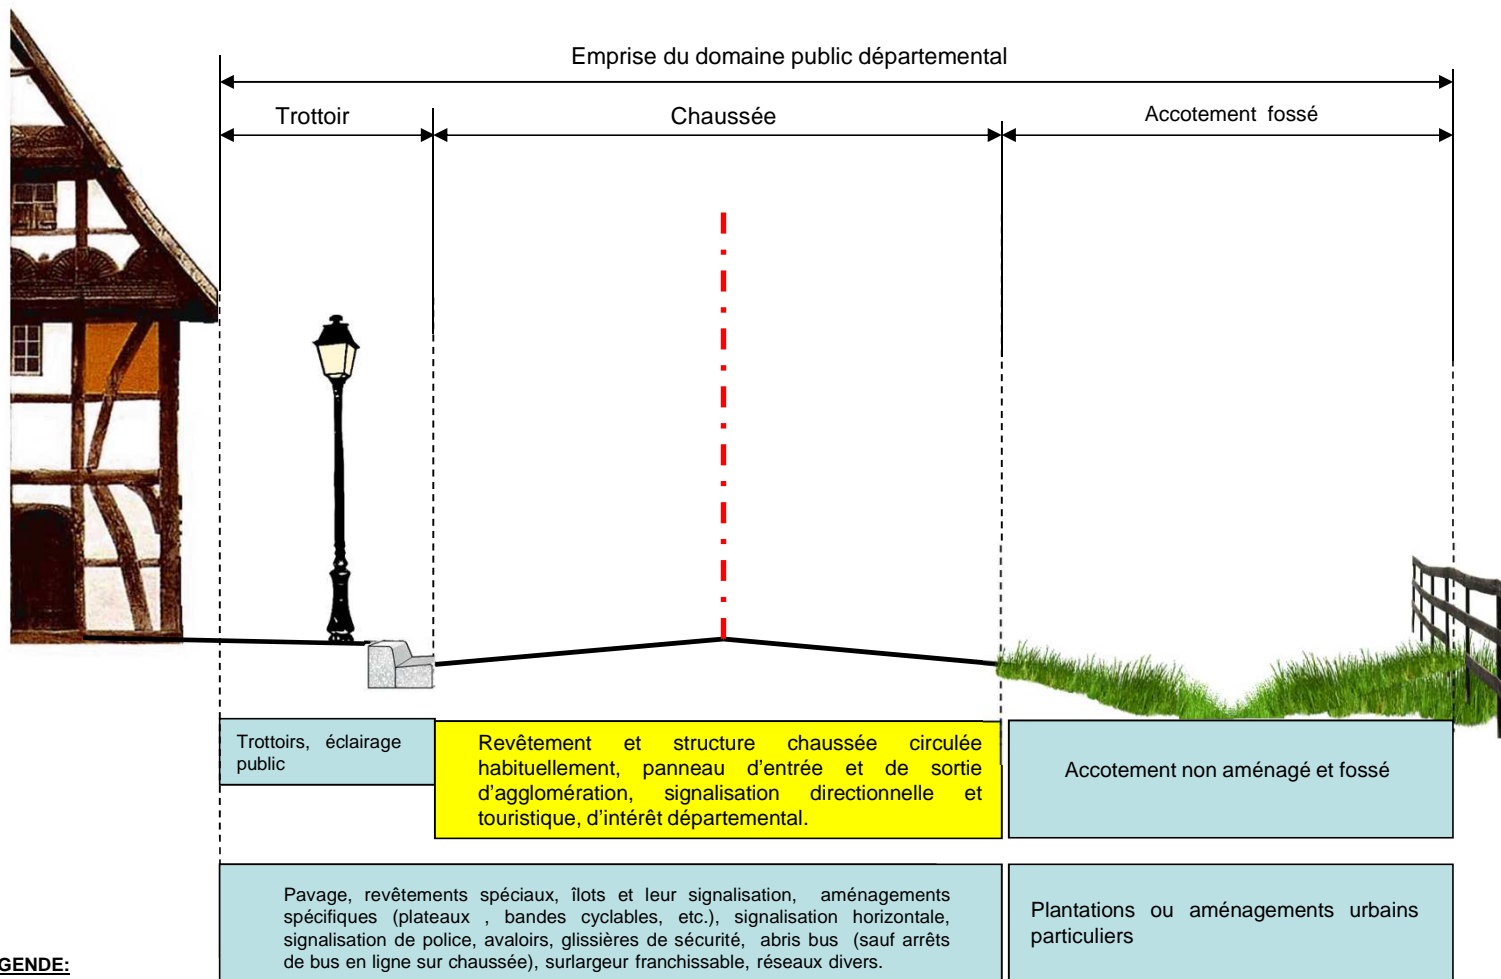 Emprise du domaine public départemental
Trottoir
Chaussée
Accotement fossé
Trottoirs, éclairage
public
Revêtement et structure chaussée circulée
habituellement, panneau d'entrée et de sortie
d'agglomération, signalisation directionnelle et
touristique, d'intérêt départemental.
Accotement non aménagé et fossé
Pavage, revêtements spéciaux, îlots et leur signalisation, aménagements
spécifiques (plateaux , bandes cyclables, etc.), signalisation horizontale,
signalisation de police, avaloirs, glissières de sécurité, abris bus (sauf arrêts
de bus en ligne sur chaussée), surlargeur franchissable, réseaux divers.
Plantations ou aménagements urbains
particuliers
GENDE: